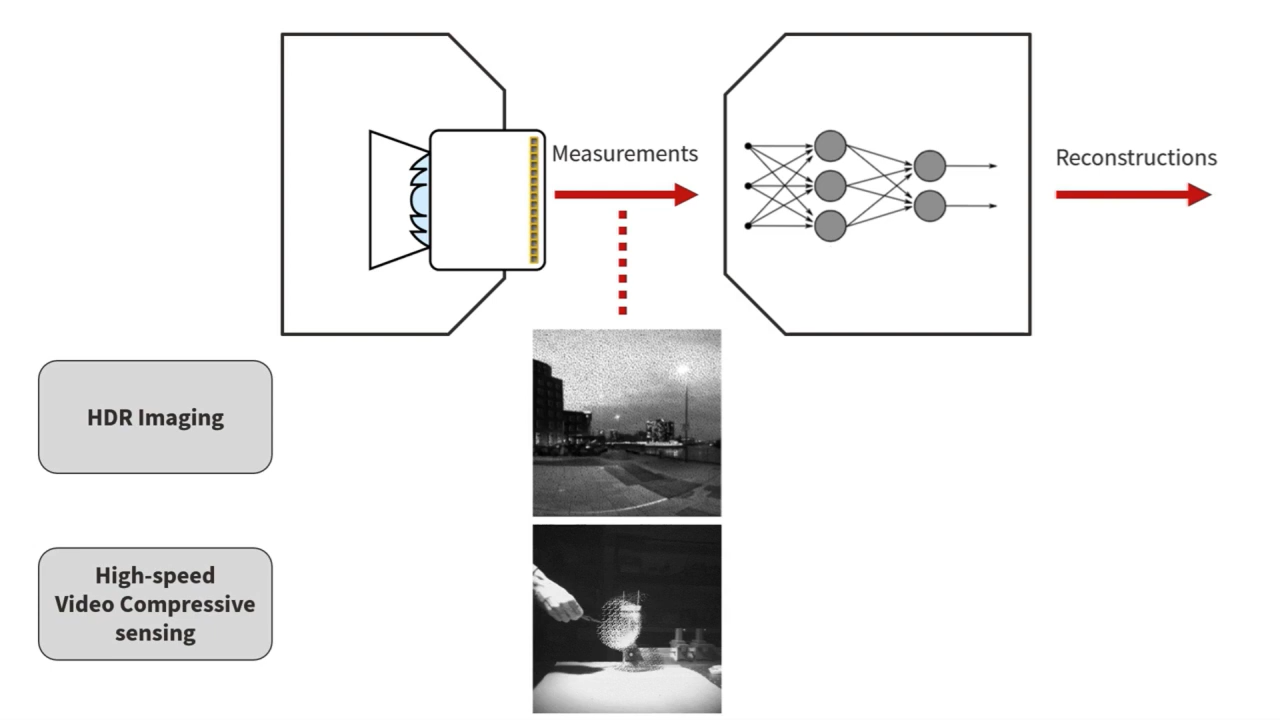 Measurements
Reconstructions
HDR Imaging
High-speed
Video Compressive
sensing